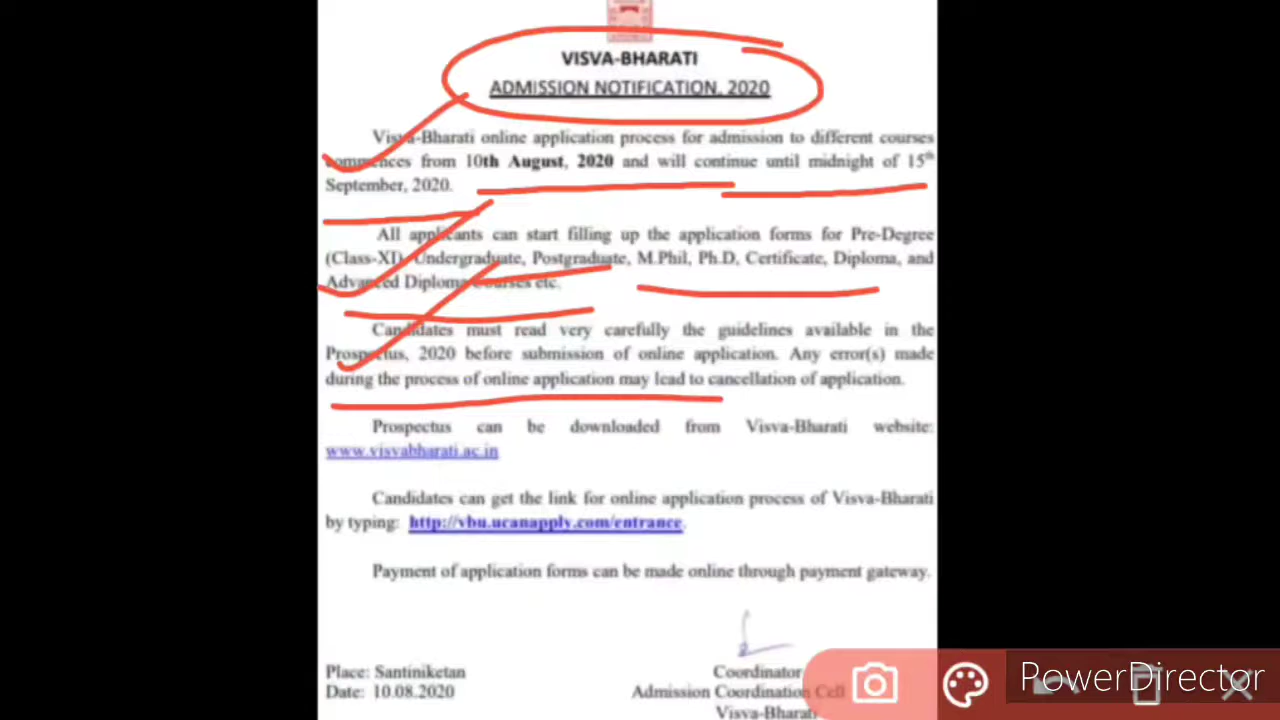 VISVA-BHARATI
ADMISSION NOTIFICATION, 2020
Visva-Bharati online application process for admission to different courses
commences from 10th August, 2020 and will continue until midnight of 15th
September, 2020.
All applicants can start filling up the application forms for Pre-Degree
(Class-XI), Undergraduate, Postgraduate, M.Phil, Ph.D, Certificate, Diploma, and
Advanced Diploma Courses etc.
Candidates must read very carefully the guidelines available in the
Prospectus, 2020 before submission of online application. Any error(s) made
during the process of online application may lead to cancellation of application.
Prospectus can be downloaded from Visva-Bharati website:
www.visvabharati.ac.in
Candidates can get the link for online application process of Visva-Bharati
by typing: http://vbu.ucanapply.com/entrance.
Payment of application forms can be made online through payment gateway.
Place: Santiniketan
Date: 10.08.2020
Coordinator
Admission Coordination Cell
Visva-Bharati
PowerDirector